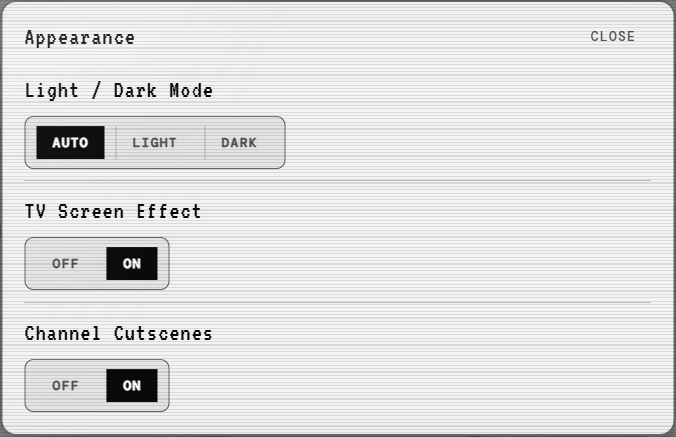 Appearance
CLOSE
Light / Dark Mode
AUTO LIGHT DARK
TV Screen Effect
OFF ON
Channel Cutscenes
OFF ON